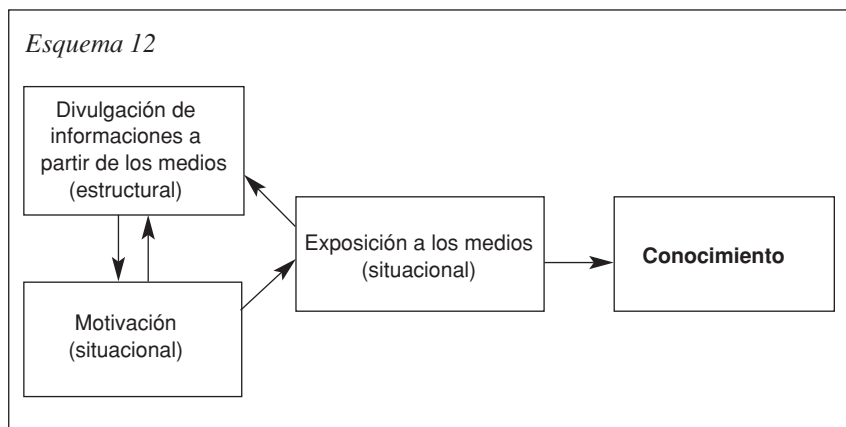 Esquema 12
Divulgación de
informaciones a
partir de los medios
(estructural)
Motivación
(situacional)
Exposición a los medios
(situacional)
Conocimiento